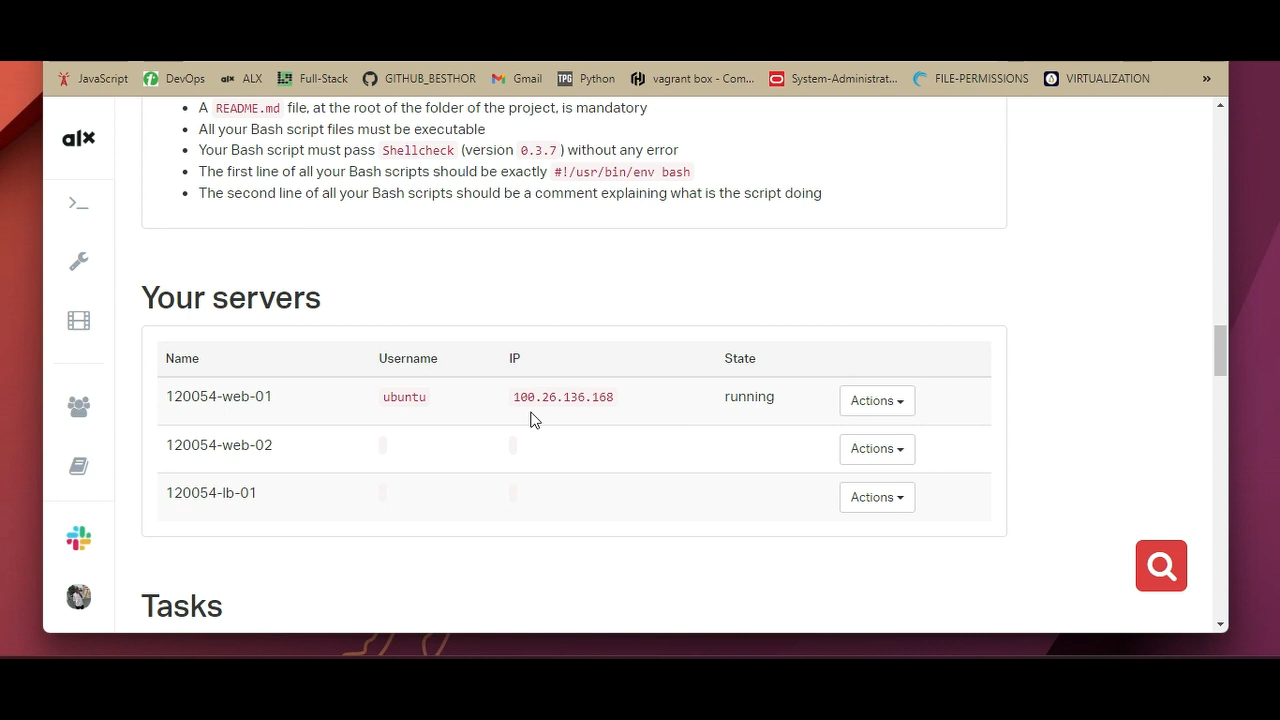 JavaScript DevOps alx ALX Full-Stack GITHUB_BESTHOR Gmail TPG Python vagrant box - Com... System-Administrat... FILE-PERMISSIONS VIRTUALIZATION »
alx
• A README.md file, at the root of the folder of the project, is mandatory
• All your Bash script files must be executable
• Your Bash script must pass Shellcheck (version 0.3.7) without any error
• The first line of all your Bash scripts should be exactly #!/usr/bin/env bash
• The second line of all your Bash scripts should be a comment explaining what is the script doing
Your servers
Name Username IP State
120054-web-01 ubuntu 100.26.136.168 running Actions
120054-web-02 Actions
120054-lb-01 Actions
Tasks